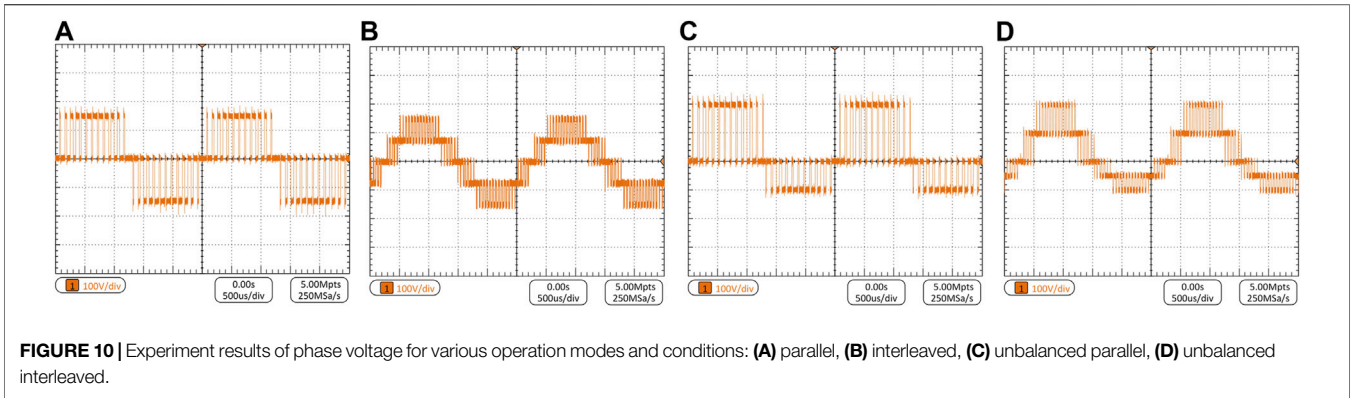 A
B
C
D
1 100V/div
0.00s
500us/div
5.00Mpts
250MSa/s
1 100V/div
0.00s
500us/div
5.00Mpts
250MSa/s
1 100V/div
0.00s
500us/div
5.00Mpts
250MSa/s
1 100V/div
0.00s
500us/div
5.00Mpts
250MSa/s
FIGURE 10 | Experiment results of phase voltage for various operation modes and conditions: (A) parallel, (B) interleaved, (C) unbalanced parallel, (D) unbalanced
interleaved.